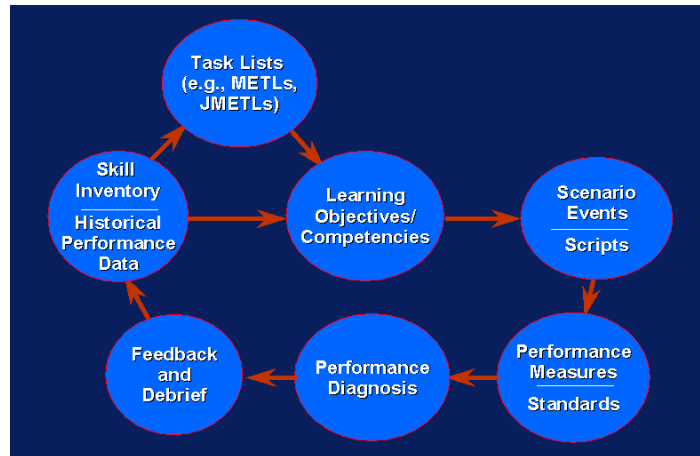 Task Lists
(e.g., METLs,
JMETLs)
Skill
Inventory
Historical
Performance
Data
Learning
Objectives/
Competencies
Scenario
Events
Scripts
Performance
Measures
Standards
Performance
Diagnosis
Feedback
and
Debrief